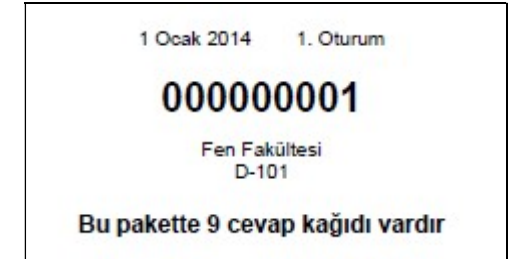 1 Ocak 2014 1. Oturum
000000001
Fen Fakültesi
D-101
Bu pakette 9 cevap kağıdı vardır